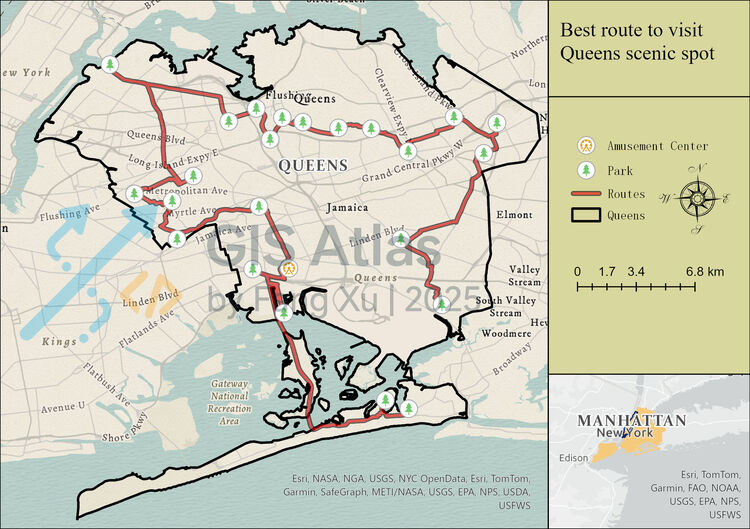 Silver Beach
New York
Northern
Cross Island Pkwy
Flushing
Queens
Clearview Expy
Lon
N
H
Queens Blvd
Long Island Expy E
QUEENS
Grand Central Pkwy W
Metropolitan Ave
Flushing Ave
Myrtle Ave
Jamaica
Elmont
n
Jamaica Ave
Linden Blvd
GIS Atlas
Valley
Stream
Queens
by Fang Xu | 2025
Linden Blvd
South Valley
Stream
Flatlands Ave
Hew
Kings
Woodmere
Broadway
Flatbush Ave
Gateway
National
Recreation
Area
Avenue U
Shore Pkwy
Esri, NASA, NGA, USGS, NYC OpenData, Esri, TomTom,
Garmin, SafeGraph, METI/NASA, USGS, EPA, NPS, USDA,
USFWS
Best route to visit
Queens scenic spot
Amusement Center
Park
Routes
Queens
N
W
E
S
0 1.7 3.4 6.8 km
MANHATTAN
New York
Edison
Esri, TomTom,
Garmin, FAO, NOAA,
USGS, EPA, NPS,
USFWS